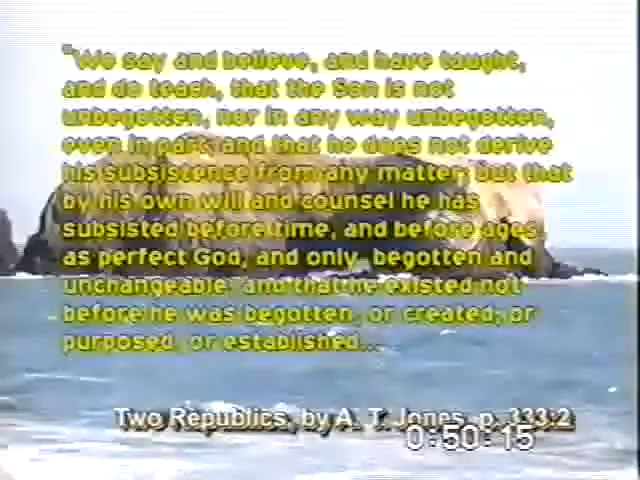 "We say and believe, and have taught,
and do teach, that the Son is not
unbegotten, nor in any way unbegotten,
even in part, and that he does not derive
his subsistence from any matter; but that
by his own will and counsel he has
subsisted before time, and before ages,
as perfect God, and only-begotten and
unchangeable, and that he existed not
before he was begotten, or created, or
purposed, or established...
Two Republics, by A. T. Jones, p. 333:2
0:50:15